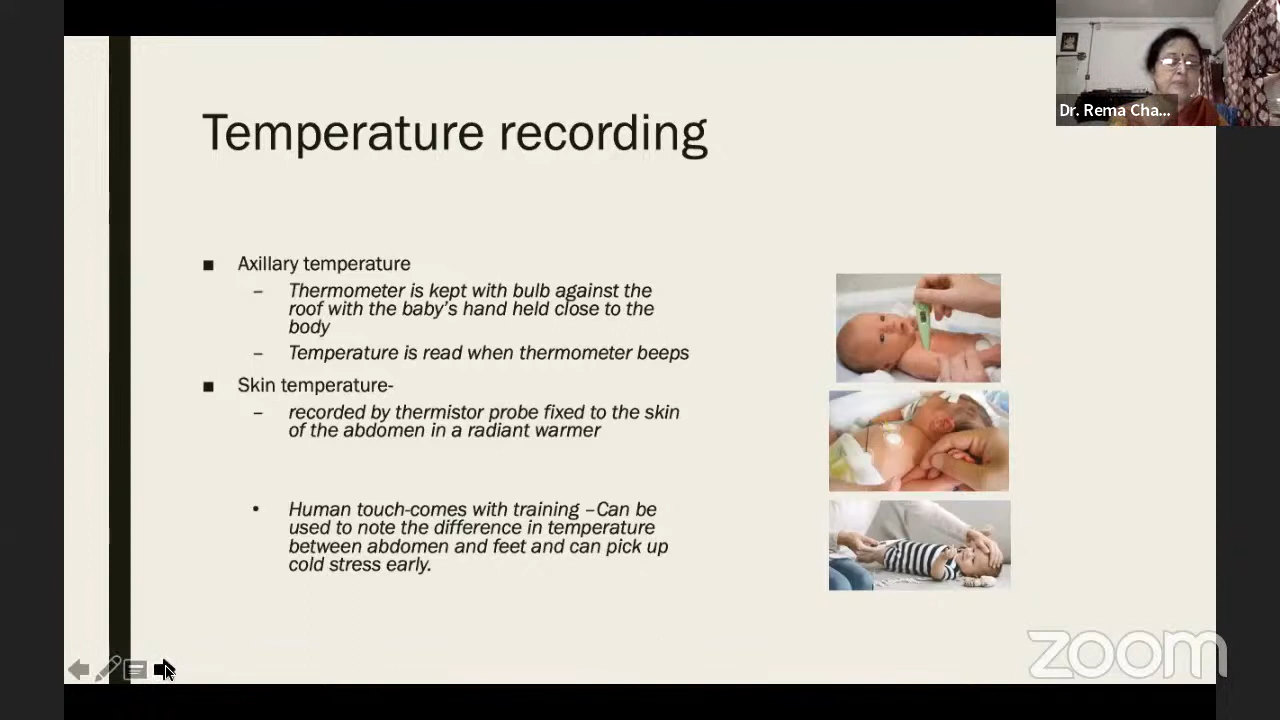 Dr. Rema Cha...
Temperature recording
■ Axillary temperature
– Thermometer is kept with bulb against the
roof with the baby's hand held close to the
body
– Temperature is read when thermometer beeps
■ Skin temperature-
– recorded by thermistor probe fixed to the skin
of the abdomen in a radiant warmer
• Human touch-comes with training –Can be
used to note the difference in temperature
between abdomen and feet and can pick up
cold stress early.
zoom